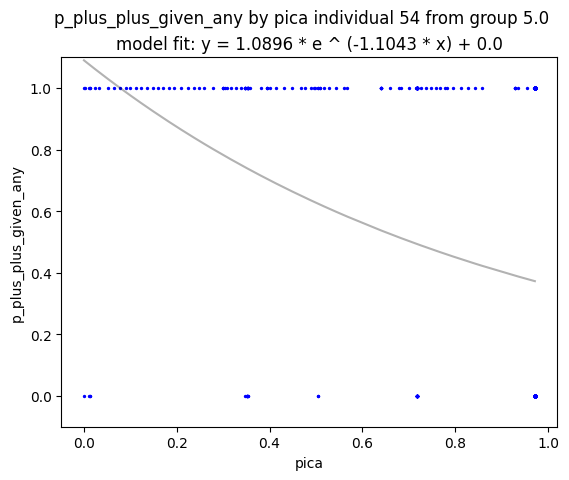 p_plus_plus_given_any by pica individual 54 from group 5.0
model fit: y = 1.0896 * e ^ (-1.1043 * x) + 0.0
p_plus_plus_given_any
1.0
0.8
0.6
0.4
0.2
0.0
0.0 0.2 0.4 0.6 0.8 1.0
pica